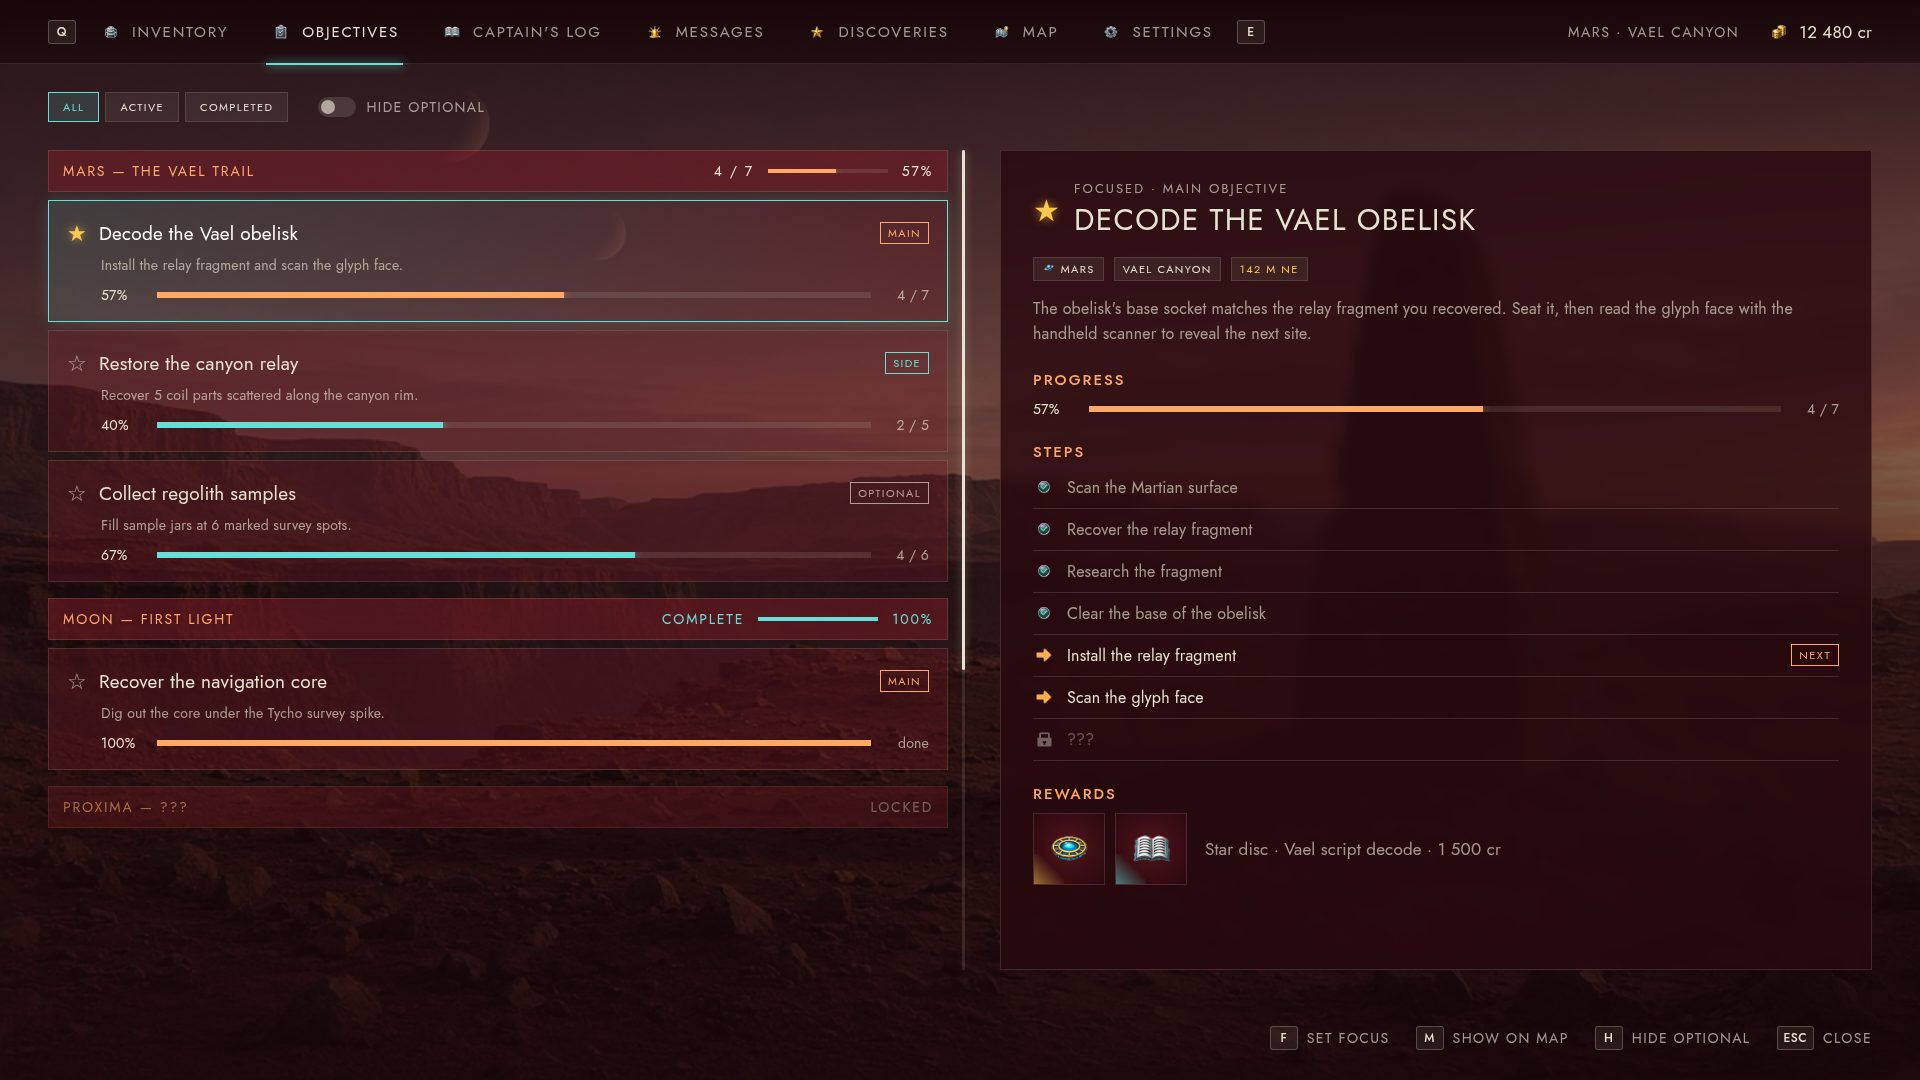 Q INVENTORY OBJECTIVES CAPTAIN'S LOG MESSAGES DISCOVERIES MAP SETTINGS E MARS · VAEL CANYON 12 480 cr
ALL ACTIVE COMPLETED HIDE OPTIONAL
MARS — THE VAEL TRAIL 4 / 7 57%
Decode the Vael obelisk MAIN
Install the relay fragment and scan the glyph face.
57% 4 / 7
Restore the canyon relay SIDE
Recover 5 coil parts scattered along the canyon rim.
40% 2 / 5
Collect regolith samples OPTIONAL
Fill sample jars at 6 marked survey spots.
67% 4 / 6
MOON — FIRST LIGHT COMPLETE 100%
Recover the navigation core MAIN
Dig out the core under the Tycho survey spike.
100% done
PROXIMA — ??? LOCKED
FOCUSED · MAIN OBJECTIVE
DECODE THE VAEL OBELISK
MARS VAEL CANYON 142 M NE
The obelisk's base socket matches the relay fragment you recovered. Seat it, then read the glyph face with the
handheld scanner to reveal the next site.
PROGRESS
57% 4 / 7
STEPS
Scan the Martian surface
Recover the relay fragment
Research the fragment
Clear the base of the obelisk
Install the relay fragment NEXT
Scan the glyph face
???
REWARDS
Star disc · Vael script decode · 1 500 cr
F SET FOCUS M SHOW ON MAP H HIDE OPTIONAL ESC CLOSE